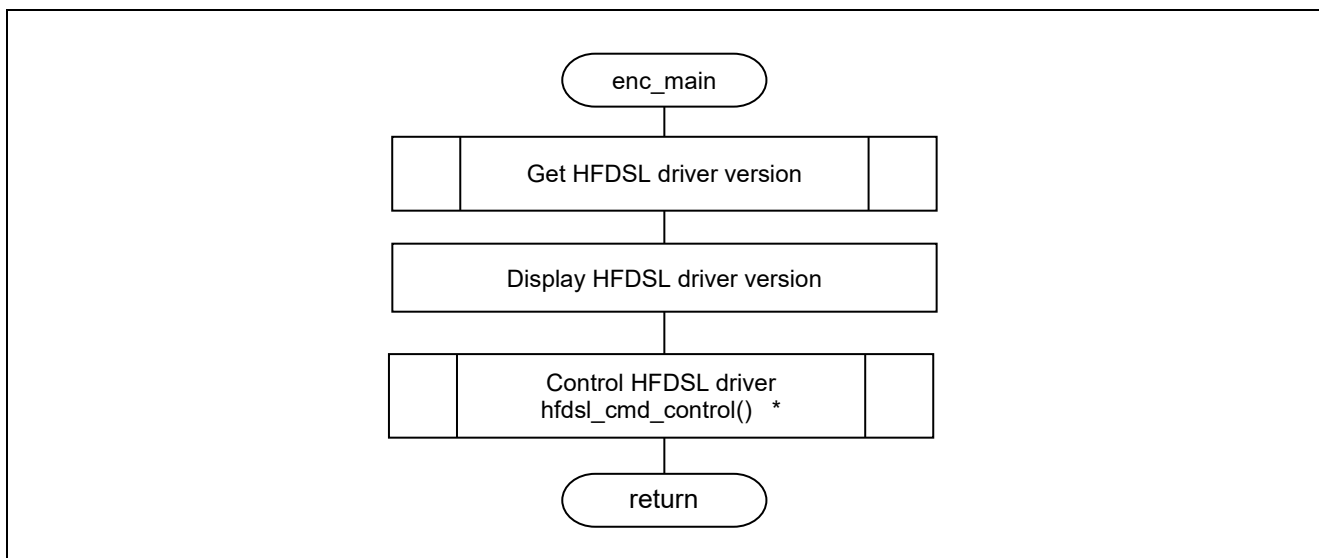 enc_main
Get HFDSL driver version
Display HFDSL driver version
Control HFDSL driver
hfdsl_cmd_control() *
return